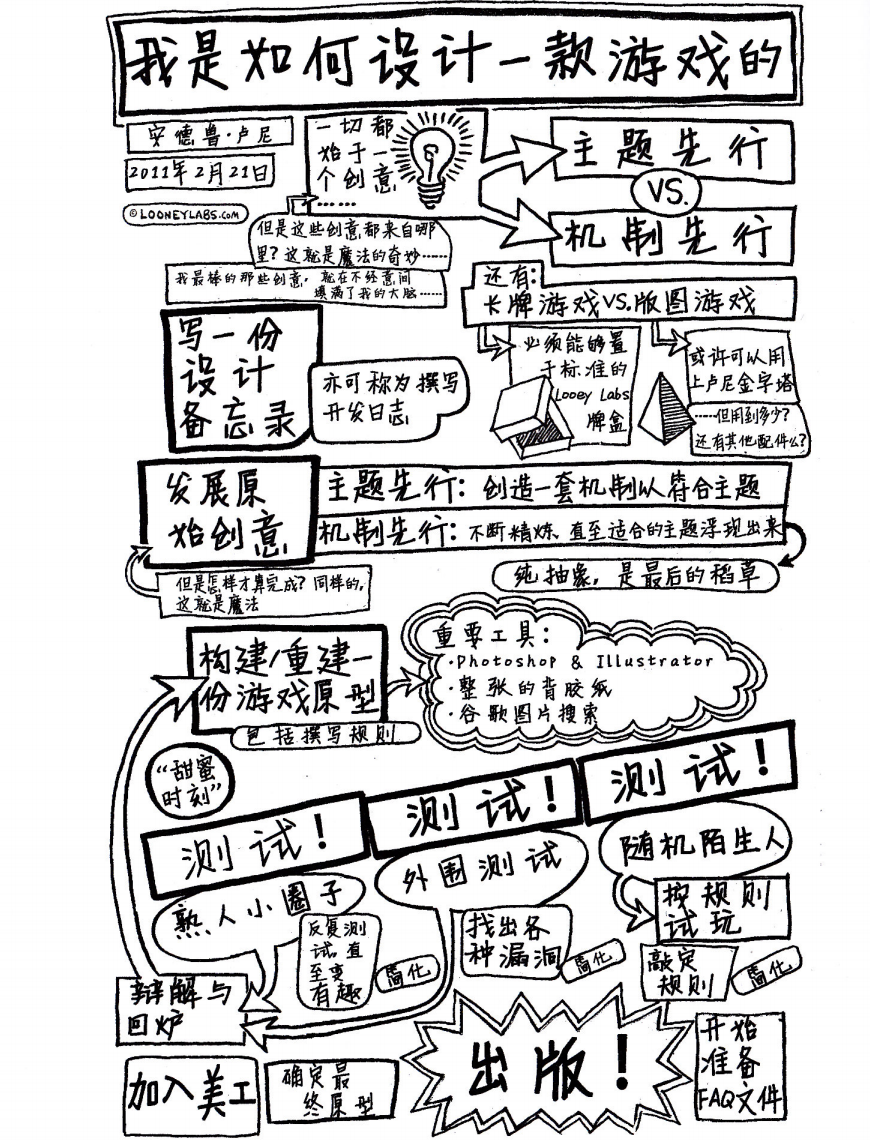 我是如何设计一款游戏的
安德鲁·卢尼
2011年2月21日
©LOONEYLABS.COM
一切都
始于一
个创意
……
主题先行
VS.
机制先行
但是这些创意都来自哪
里？这就是魔法的奇妙……
我最棒的那些创意，就在不经意间
填满了我的大脑……
还有：
卡牌游戏VS.版图游戏
必须能够置
于标准的
Looey Labs
牌盒
或许可以用
上卢尼金字塔
……但用到多少？
还有其他配件么？
写一份
设计
备忘录
亦可称为撰写
开发日志
发展原
始创意
主题先行：创造一套机制以符合主题
机制先行：不断精炼、直至适合的主题浮现出来
纯抽象，是最后的稻草
但是怎样才算完成？同样的，
这就是魔法
构建/重建一
份游戏原型
包括撰写规则
重要工具：
·Photoshop & Illustrator
·整张的背胶纸
·谷歌图片搜索
“甜蜜
时刻”
测试！
测试！
测试！
熟人小圈子
外围测试
随机陌生人
反复测
试，直
至变
有趣
简化
找出各
种漏洞
简化
按规则
试玩
敲定
规则
简化
辩解与
回炉
加入美工
确定最
终原型
出版！
开始
准备
FAQ文件